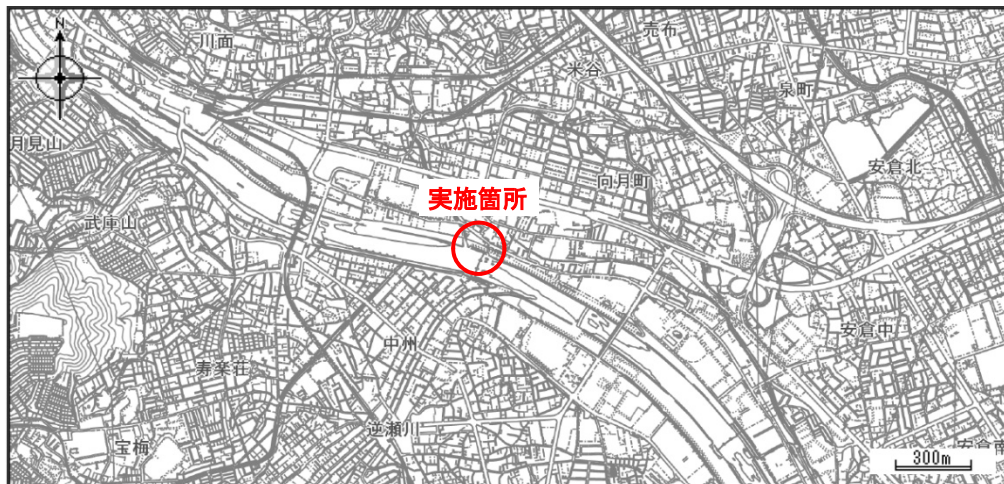 N
川面
売布
米谷
泉町
月見山
安倉北
実施箇所
向月町
武庫山
安倉中
中州
寿楽荘
逆瀬川
宝梅
300m